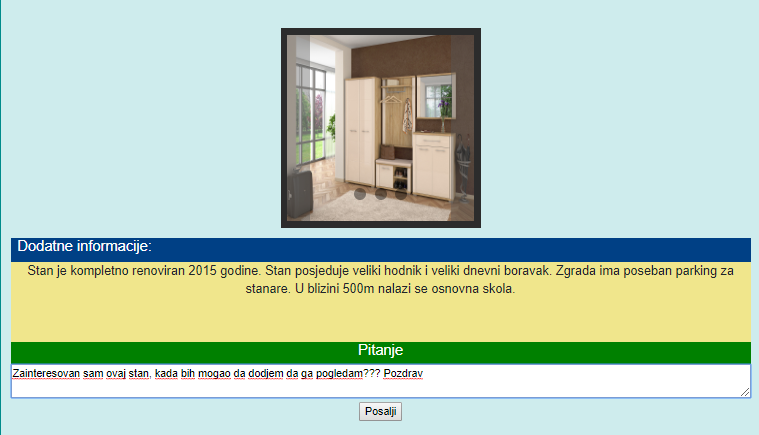 Dodatne informacije:
Stan je kompletno renoviran 2015 godine. Stan posjeduje veliki hodnik i veliki dnevni boravak. Zgrada ima poseban parking za
stanare. U blizini 500m nalazi se osnovna skola.
Pitanje
Zainteresovan sam ovaj stan, kada bih mogao da dodjem da ga pogledam??? Pozdrav
Posalji